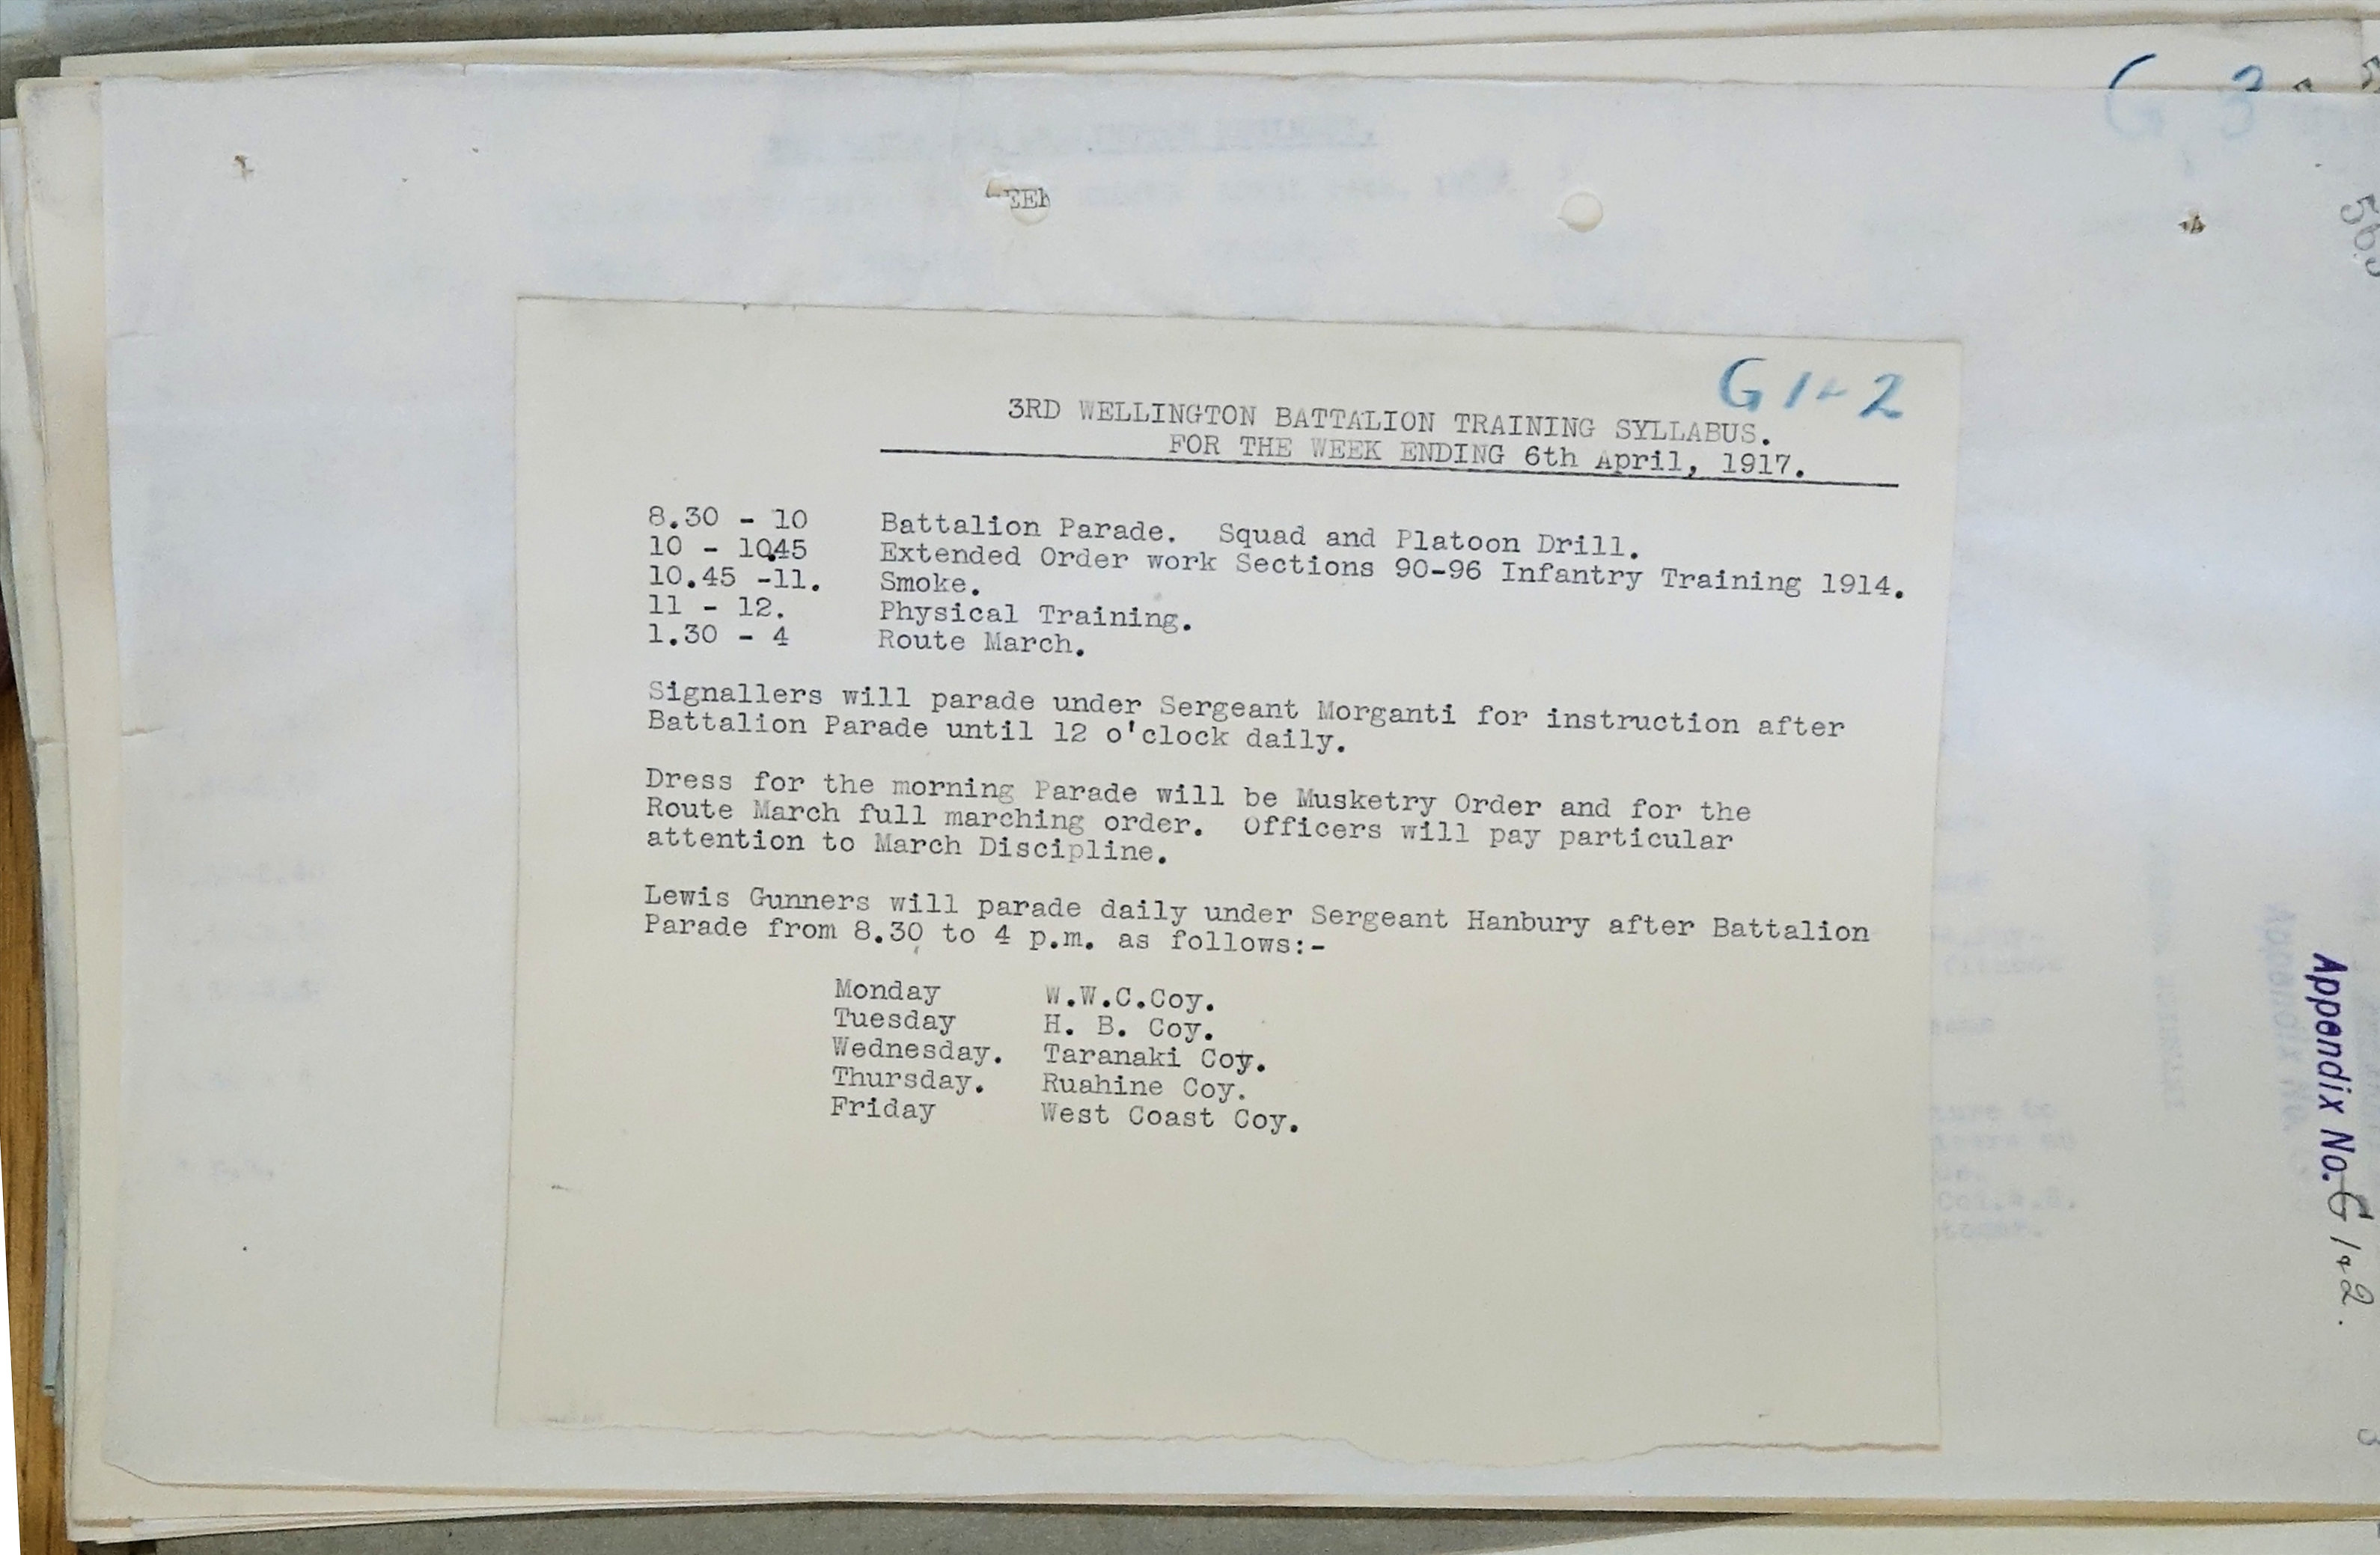 G 3
EEK
563
G 1 + 2
3RD WELLINGTON BATTALION TRAINING SYLLABUS.
FOR THE WEEK ENDING 6th April, 1917.
8.30 - 10 Battalion Parade. Squad and Platoon Drill.
10 - 10.45 Extended Order work Sections 90-96 Infantry Training 1914.
10.45 -11. Smoke.
11 - 12. Physical Training.
1.30 - 4 Route March.
Signallers will parade under Sergeant Morganti for instruction after
Battalion Parade until 12 o'clock daily.
Dress for the morning Parade will be Musketry Order and for the
Route March full marching order. Officers will pay particular
attention to March Discipline.
Lewis Gunners will parade daily under Sergeant Hanbury after Battalion
Parade from 8.30 to 4 p.m. as follows:-
Monday W.W.C.Coy.
Tuesday H. B. Coy.
Wednesday. Taranaki Coy.
Thursday. Ruahine Coy.
Friday West Coast Coy.
Appendix No. G 1 + 2.